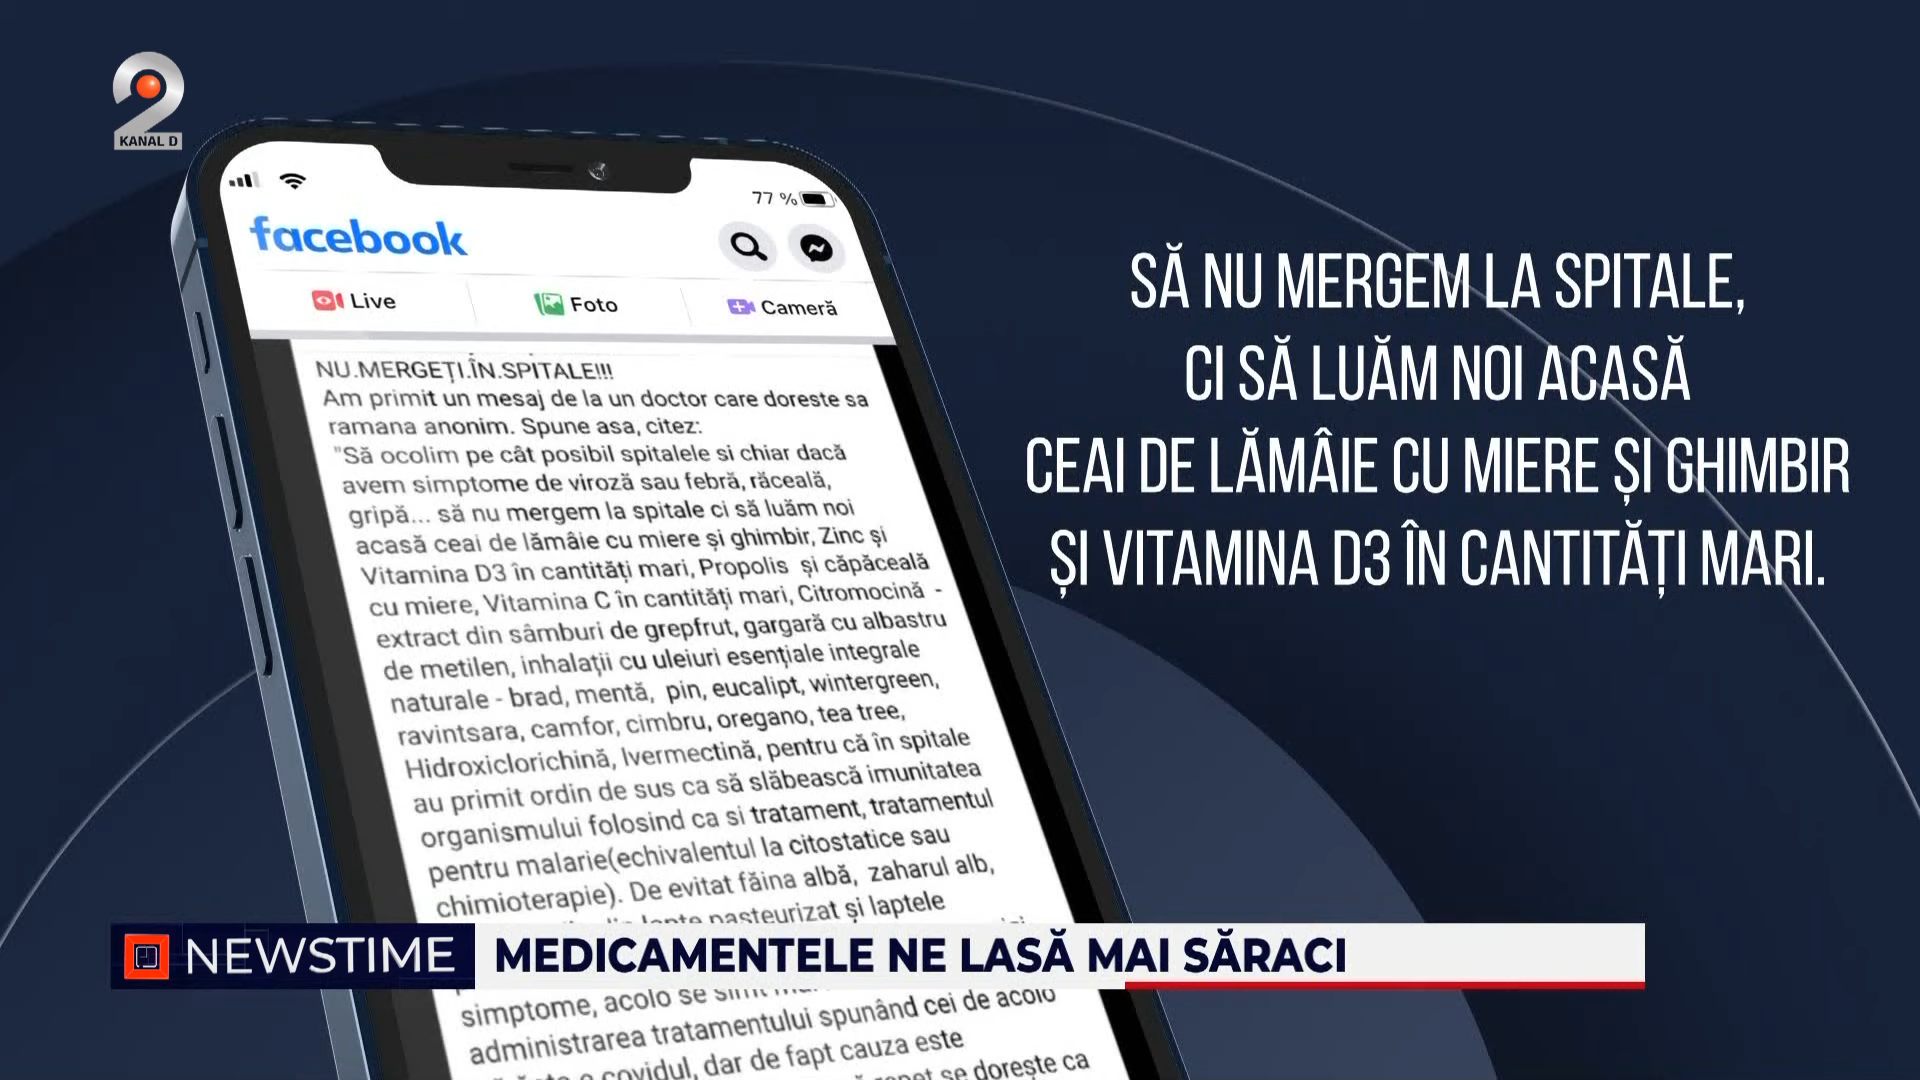 2
KANAL D
77 %
facebook
Live
Foto
Cameră
NU.MERGEȚI.ÎN.SPITALE!!!
Am primit un mesaj de la un doctor care doreste sa
ramana anonim. Spune asa, citez:
"Să ocolim pe cât posibil spitalele si chiar dacă
avem simptome de viroză sau febră, răceală,
gripă... să nu mergem la spitale ci să luăm noi
acasă ceai de lămâie cu miere și ghimbir, Zinc și
Vitamina D3 în cantități mari, Propolis și căpăceală
cu miere, Vitamina C în cantități mari, Citromocină -
extract din sâmburi de grepfrut, gargară cu albastru
de metilen, inhalații cu uleiuri esențiale integrale
naturale - brad, mentă, pin, eucalipt, wintergreen,
ravintsara, camfor, cimbru, oregano, tea tree,
Hidroxiclorichină, Ivermectină, pentru că în spitale
au primit ordin de sus ca să slăbească imunitatea
organismului folosind ca si tratament, tratamentul
pentru malarie(echivalentul la citostatice sau
chimioterapie). De evitat făina albă, zaharul alb,
pasteurizat și laptele
simptome, acolo se
administrarea tratamentului spunând cei de acolo
covidul, dar de fapt cauza este
se dorește ca
SĂ NU MERGEM LA SPITALE,
CI SĂ LUĂM NOI ACASĂ
CEAI DE LĂMÂIE CU MIERE ȘI GHIMBIR
ȘI VITAMINA D3 ÎN CANTITĂȚI MARI.
NEWSTIME
MEDICAMENTELE NE LASĂ MAI SĂRACI